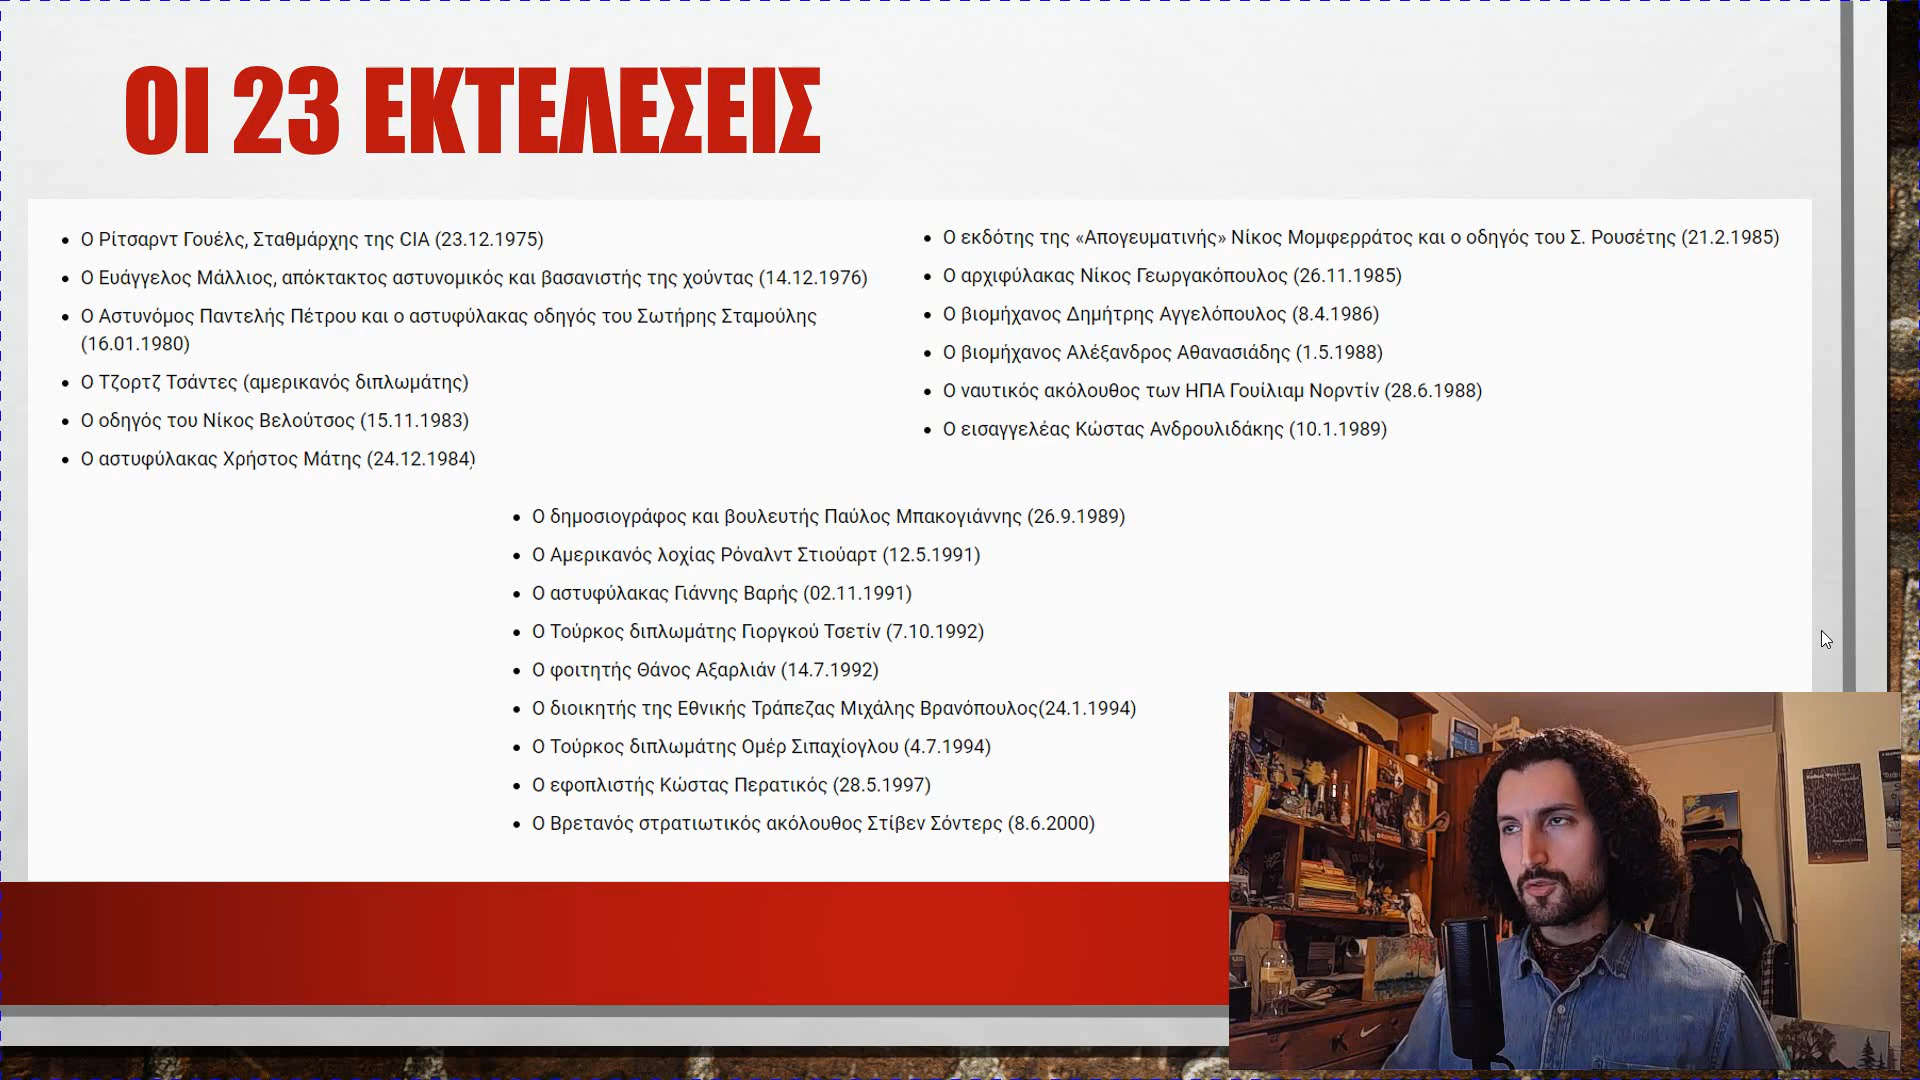 ΟΙ 23 ΕΚΤΕΛΕΣΕΙΣ
Ο Ρίτσαρντ Γουέλς, Σταθμάρχης της CIA (23.12.1975)
Ο Ευάγγελος Μάλλιος, απόκτακτος αστυνομικός και βασανιστής της χούντας (14.12.1976)
Ο Αστυνόμος Παντελής Πέτρου και ο αστυφύλακας οδηγός του Σωτήρης Σταμούλης
(16.01.1980)
Ο Τζορτζ Τσάντες (αμερικανός διπλωμάτης)
Ο οδηγός του Νίκος Βελούτσος (15.11.1983)
Ο αστυφύλακας Χρήστος Μάτης (24.12.1984)
Ο εκδότης της «Απογευματινής» Νίκος Μομφερράτος και ο οδηγός του Σ. Ρουσέτης (21.2.1985)
Ο αρχιφύλακας Νίκος Γεωργακόπουλος (26.11.1985)
Ο βιομήχανος Δημήτρης Αγγελόπουλος (8.4.1986)
Ο βιομήχανος Αλέξανδρος Αθανασιάδης (1.5.1988)
Ο ναυτικός ακόλουθος των ΗΠΑ Γουίλιαμ Νορντίν (28.6.1988)
Ο εισαγγελέας Κώστας Ανδρουλιδάκης (10.1.1989)
Ο δημοσιογράφος και βουλευτής Παύλος Μπακογιάννης (26.9.1989)
Ο Αμερικανός λοχίας Ρόναλντ Στιούαρτ (12.5.1991)
Ο αστυφύλακας Γιάννης Βαρής (02.11.1991)
Ο Τούρκος διπλωμάτης Γιοργκού Τσετίν (7.10.1992)
Ο φοιτητής Θάνος Αξαρλιάν (14.7.1992)
Ο διοικητής της Εθνικής Τράπεζας Μιχάλης Βρανόπουλος(24.1.1994)
Ο Τούρκος διπλωμάτης Ομέρ Σιπαχίογλου (4.7.1994)
Ο εφοπλιστής Κώστας Περατικός (28.5.1997)
Ο Βρετανός στρατιωτικός ακόλουθος Στίβεν Σόντερς (8.6.2000)